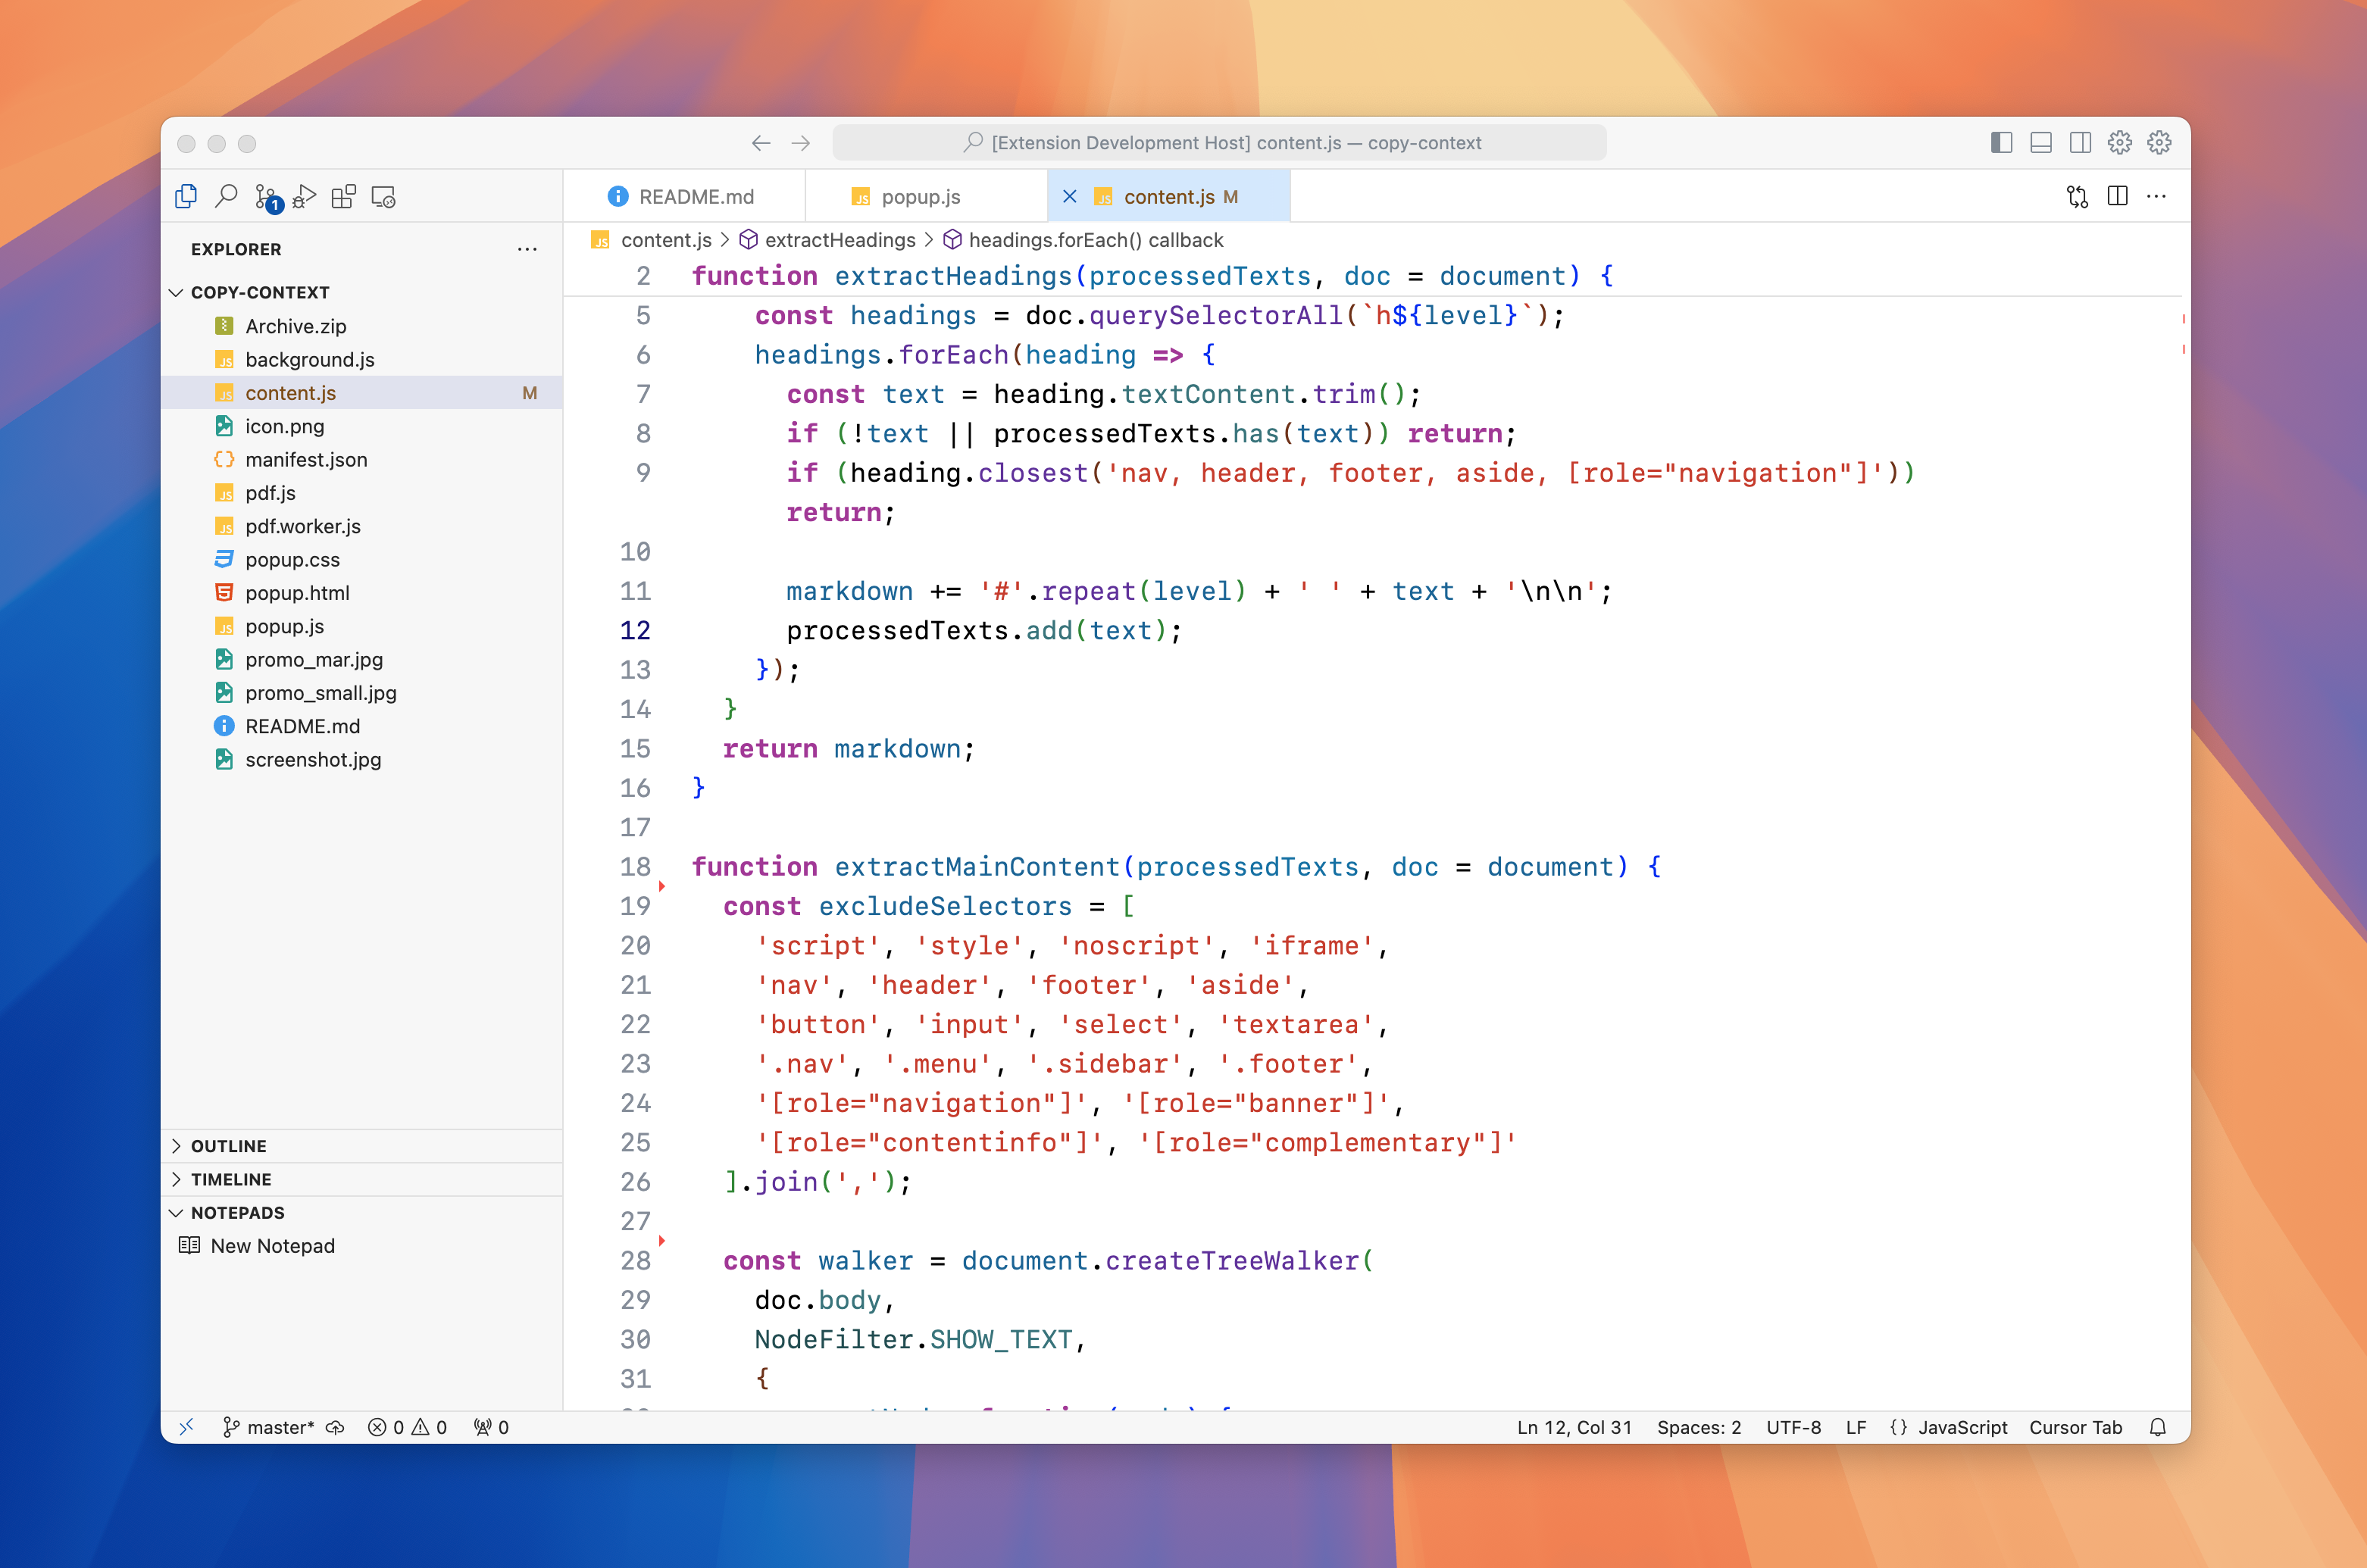 [Extension Development Host] content.js — copy-context
1
README.md
popup.js
content.js M
EXPLORER
COPY-CONTEXT
Archive.zip
background.js
content.js M
icon.png
manifest.json
pdf.js
pdf.worker.js
popup.css
popup.html
popup.js
promo_mar.jpg
promo_small.jpg
README.md
screenshot.jpg
OUTLINE
TIMELINE
NOTEPADS
New Notepad
content.js > extractHeadings > headings.forEach() callback
2 function extractHeadings(processedTexts, doc = document) {
5     const headings = doc.querySelectorAll(`h${level}`);
6     headings.forEach(heading => {
7       const text = heading.textContent.trim();
8       if (!text || processedTexts.has(text)) return;
9       if (heading.closest('nav, header, footer, aside, [role="navigation"]'))
      return;
10
11       markdown += '#'.repeat(level) + ' ' + text + '\n\n';
12       processedTexts.add(text);
13     });
14   }
15   return markdown;
16 }
17
18 function extractMainContent(processedTexts, doc = document) {
19   const excludeSelectors = [
20     'script', 'style', 'noscript', 'iframe',
21     'nav', 'header', 'footer', 'aside',
22     'button', 'input', 'select', 'textarea',
23     '.nav', '.menu', '.sidebar', '.footer',
24     '[role="navigation"]', '[role="banner"]',
25     '[role="contentinfo"]', '[role="complementary"]'
26   ].join(',');
27
28   const walker = document.createTreeWalker(
29     doc.body,
30     NodeFilter.SHOW_TEXT,
31     {
master* 0 0 0
Ln 12, Col 31 Spaces: 2 UTF-8 LF {} JavaScript Cursor Tab